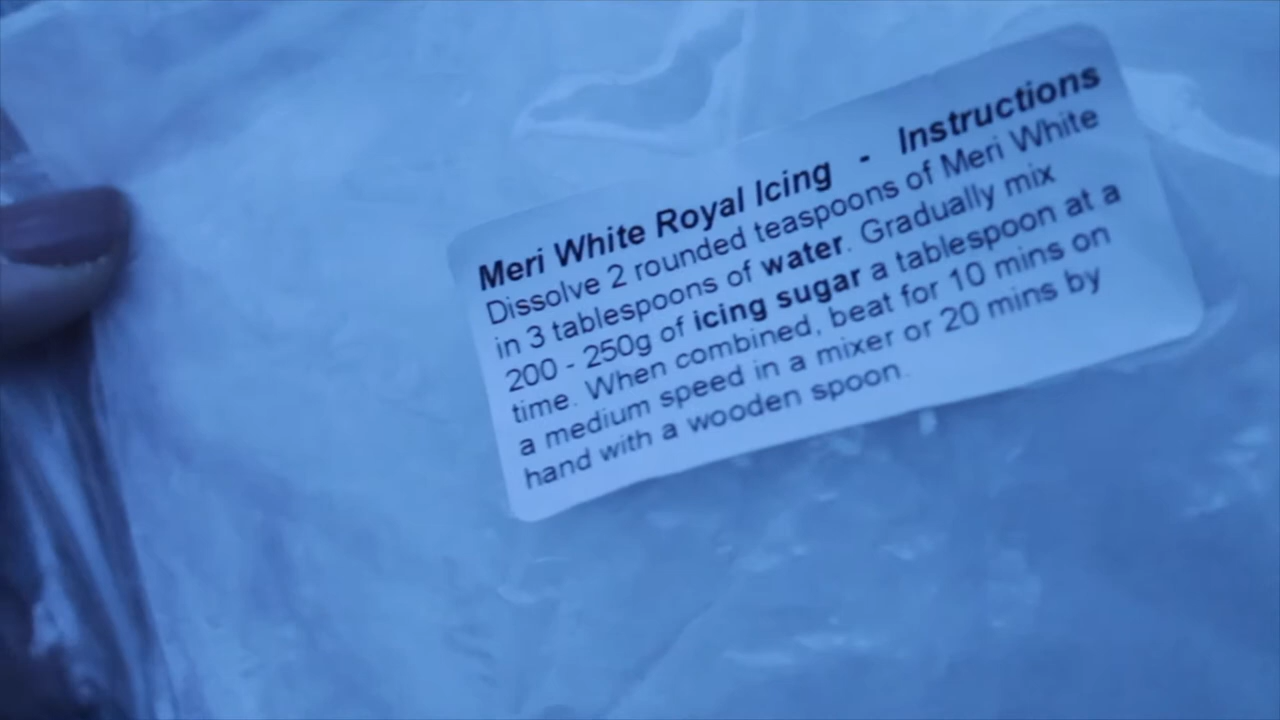 Meri White Royal Icing - Instructions
Dissolve 2 rounded teaspoons of Meri White
in 3 tablespoons of water. Gradually mix
200 - 250g of icing sugar a tablespoon at a
time. When combined, beat for 10 mins on
a medium speed in a mixer or 20 mins by
hand with a wooden spoon.